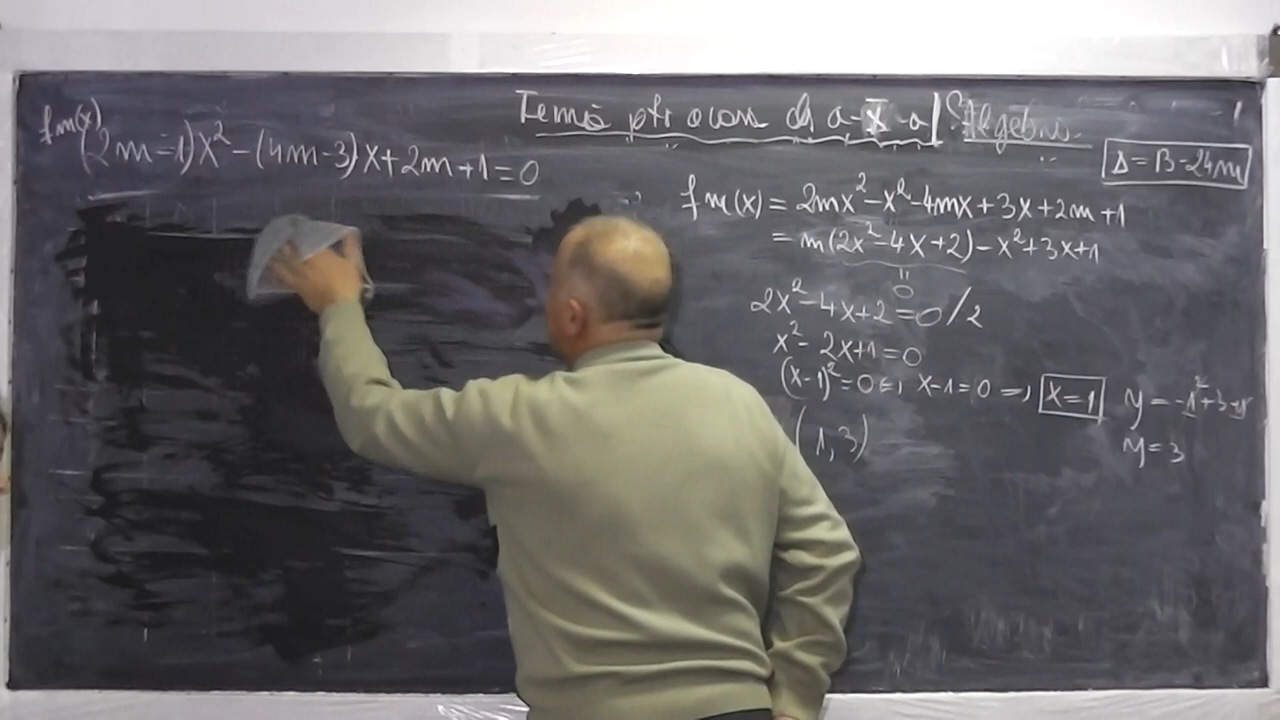 fm(x)
(2m-1)x²-(4m-3)x+2m+1=0
Temă a-X-a Algebră
1
Δ=13-24m
fm(x)=2mx²-x²-4mx+3x+2m+1
=m(2x²-4x+2)-x²+3x+1
"
0
2x²-4x+2=0/2
x²-2x+1=0
(x-1)²=0 x-1=0 => x=1
(1,3)
y=-1²+3
y=3